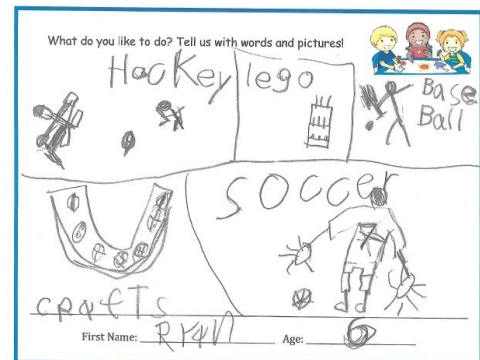 What do you like to do? Tell us with words and pictures!
Hockey
lego
Base
Ball
soccer
crafts
First Name: RYAN Age: 6